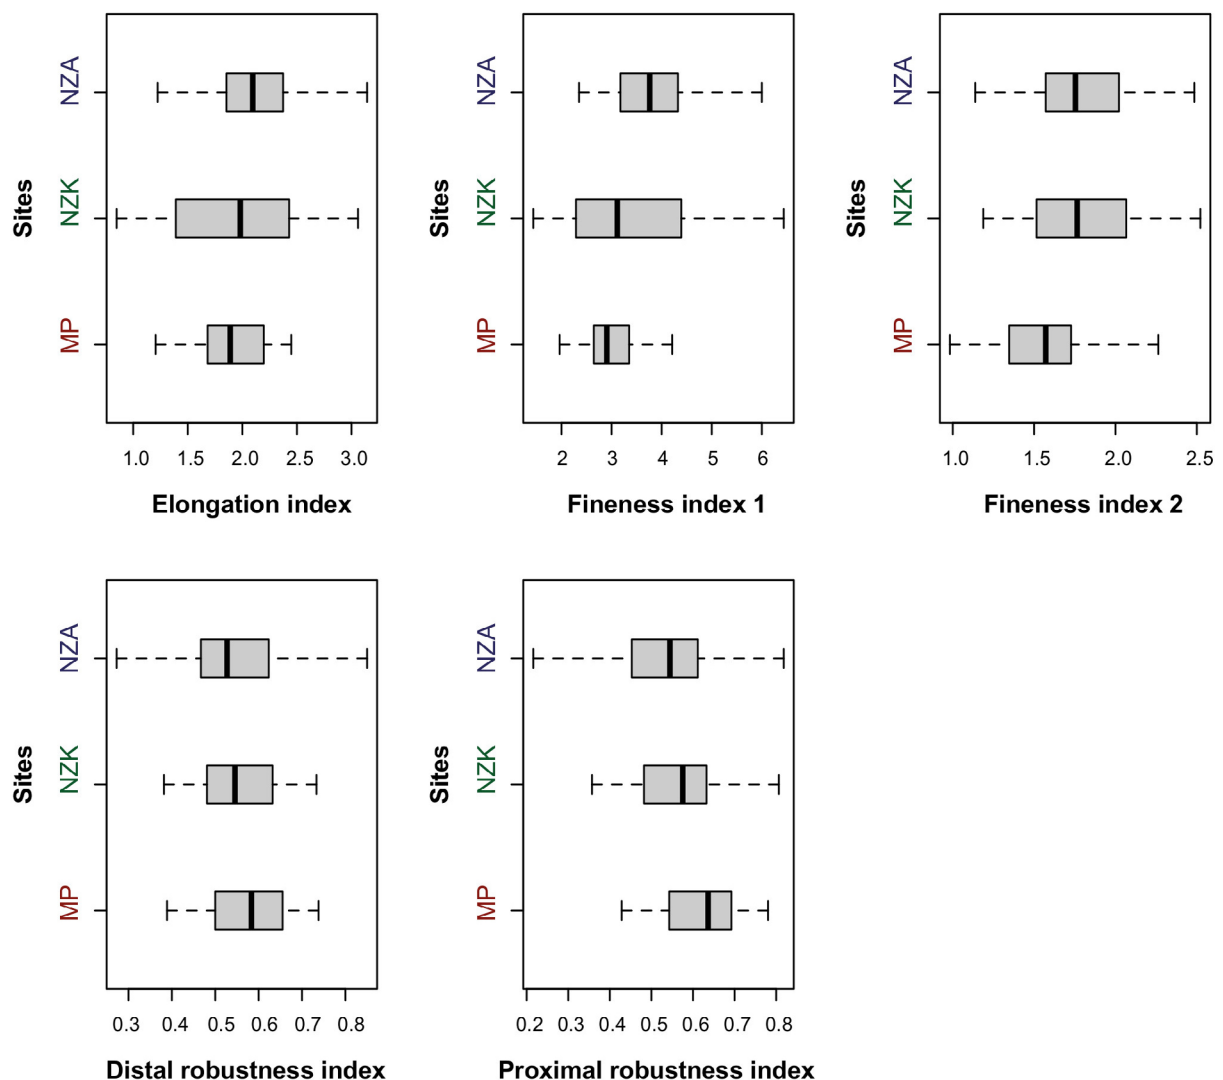 Sites
NZA
NZK
MP
1.0 1.5 2.0 2.5 3.0
Elongation index
Sites
NZA
NZK
MP
2 3 4 5 6
Fineness index 1
Sites
NZA
NZK
MP
1.0 1.5 2.0 2.5
Fineness index 2
Sites
NZA
NZK
MP
0.3 0.4 0.5 0.6 0.7 0.8
Distal robustness index
Sites
NZA
NZK
MP
0.2 0.3 0.4 0.5 0.6 0.7 0.8
Proximal robustness index